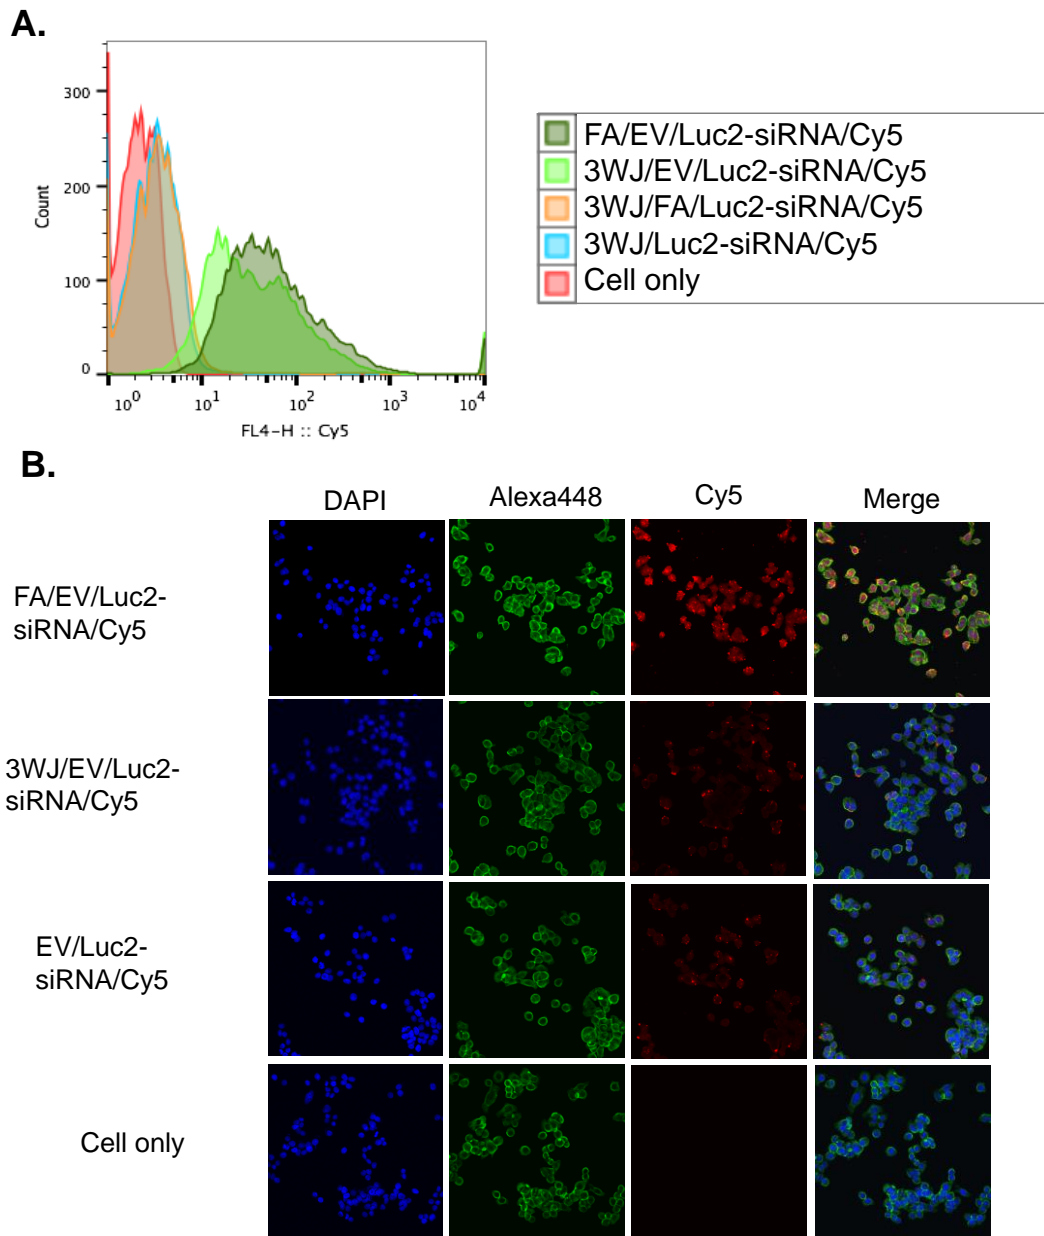 A.
300
200
100
0
Count
10^0 10^1 10^2 10^3 10^4
FL4-H :: Cy5
FA/EV/Luc2-siRNA/Cy5
3WJ/EV/Luc2-siRNA/Cy5
3WJ/FA/Luc2-siRNA/Cy5
3WJ/Luc2-siRNA/Cy5
Cell only
B.
DAPI Alexa448 Cy5 Merge
FA/EV/Luc2-
siRNA/Cy5
3WJ/EV/Luc2-
siRNA/Cy5
EV/Luc2-
siRNA/Cy5
Cell only